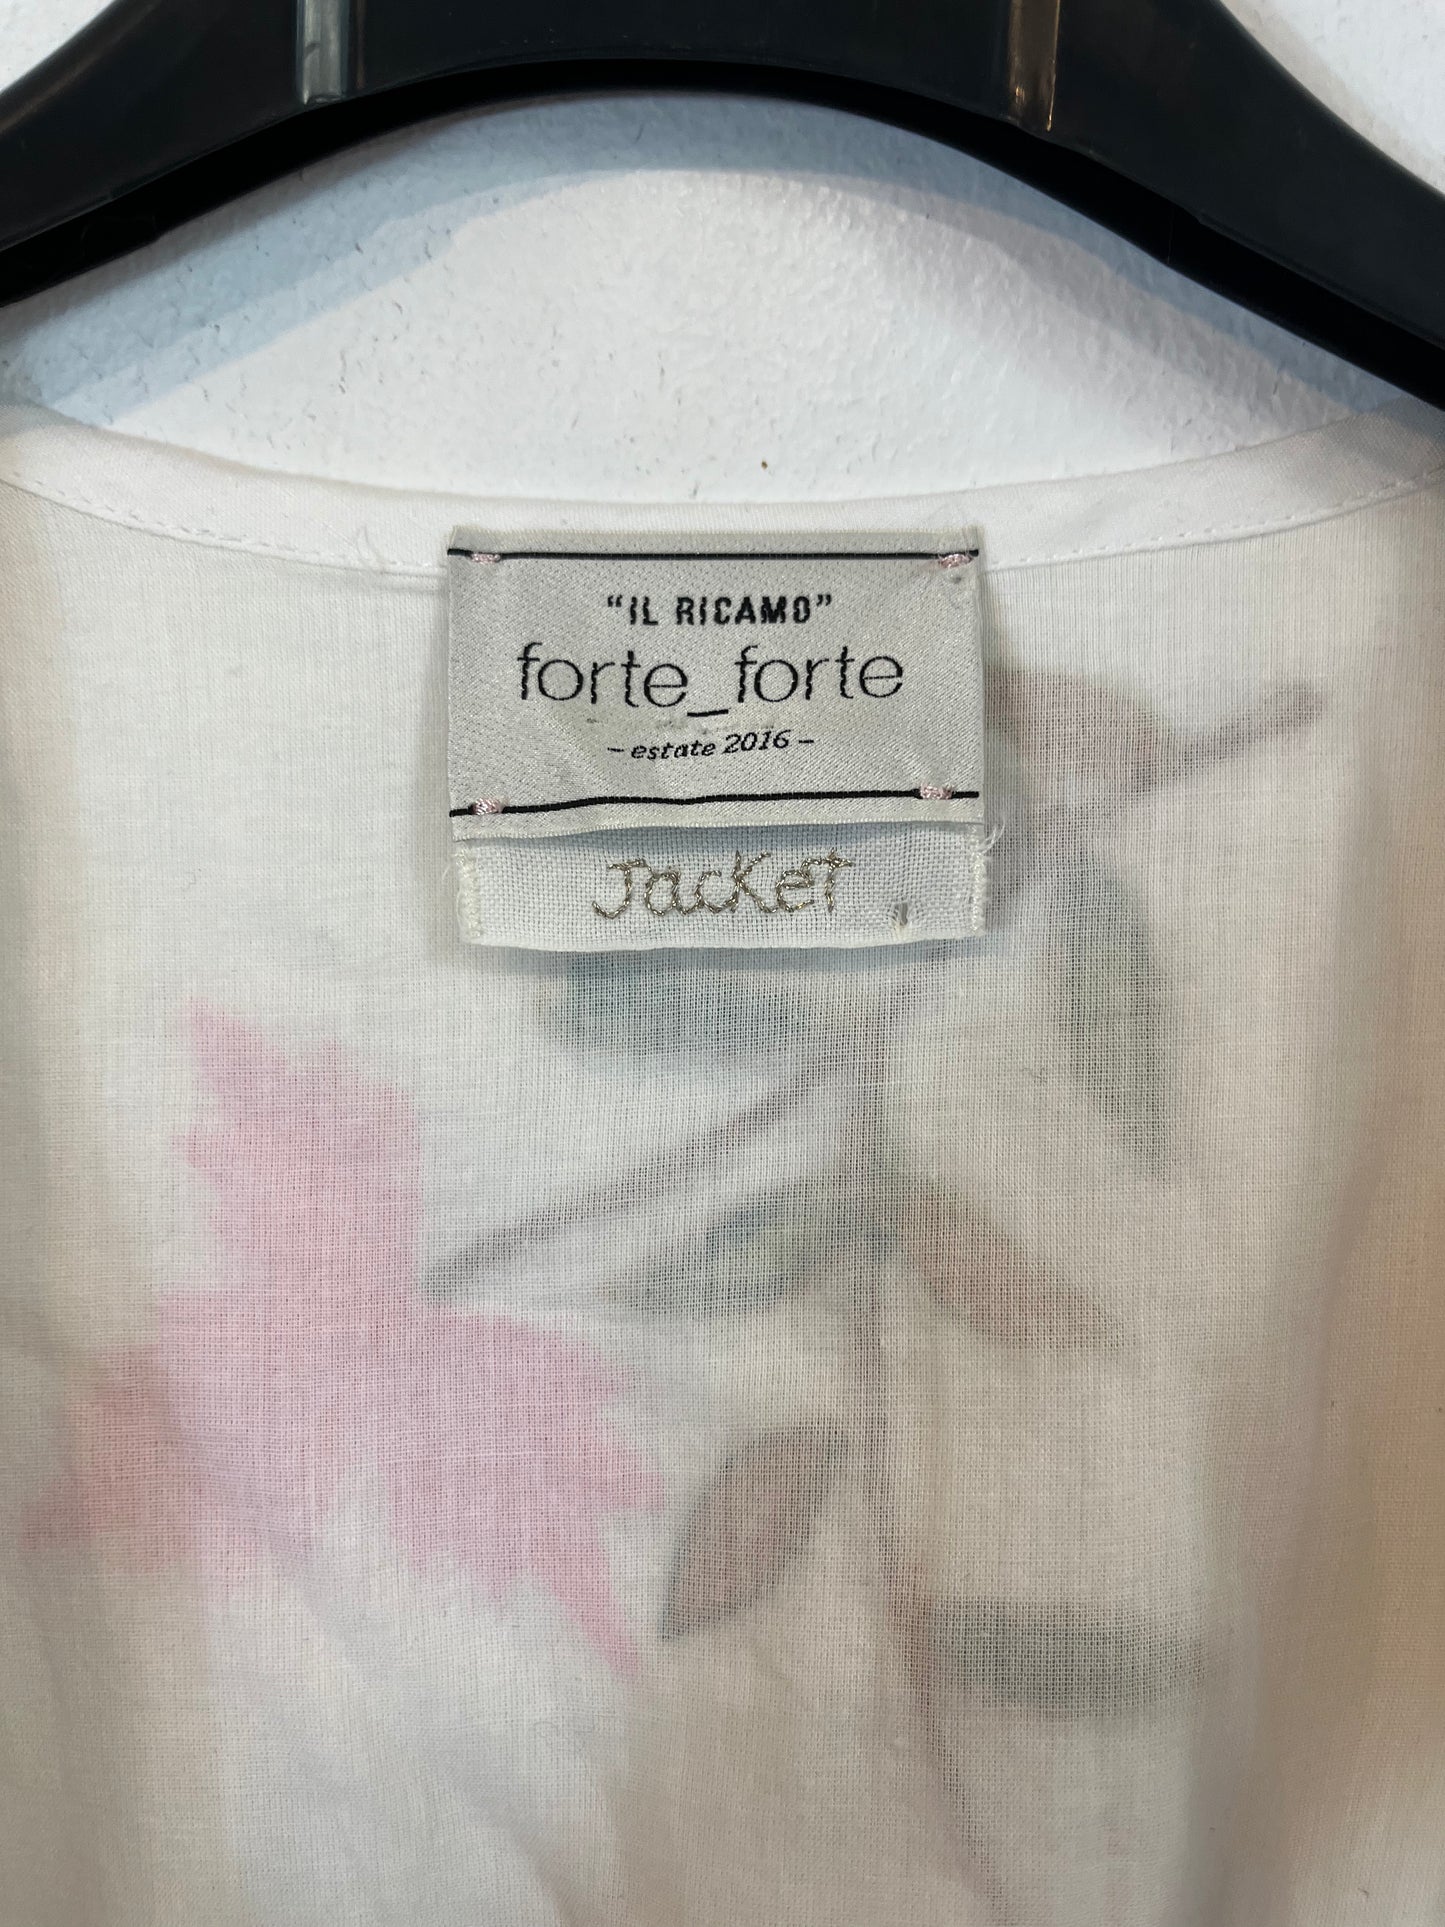 "IL RICAMO"
forte_forte
- estate 2016 -
Jacket